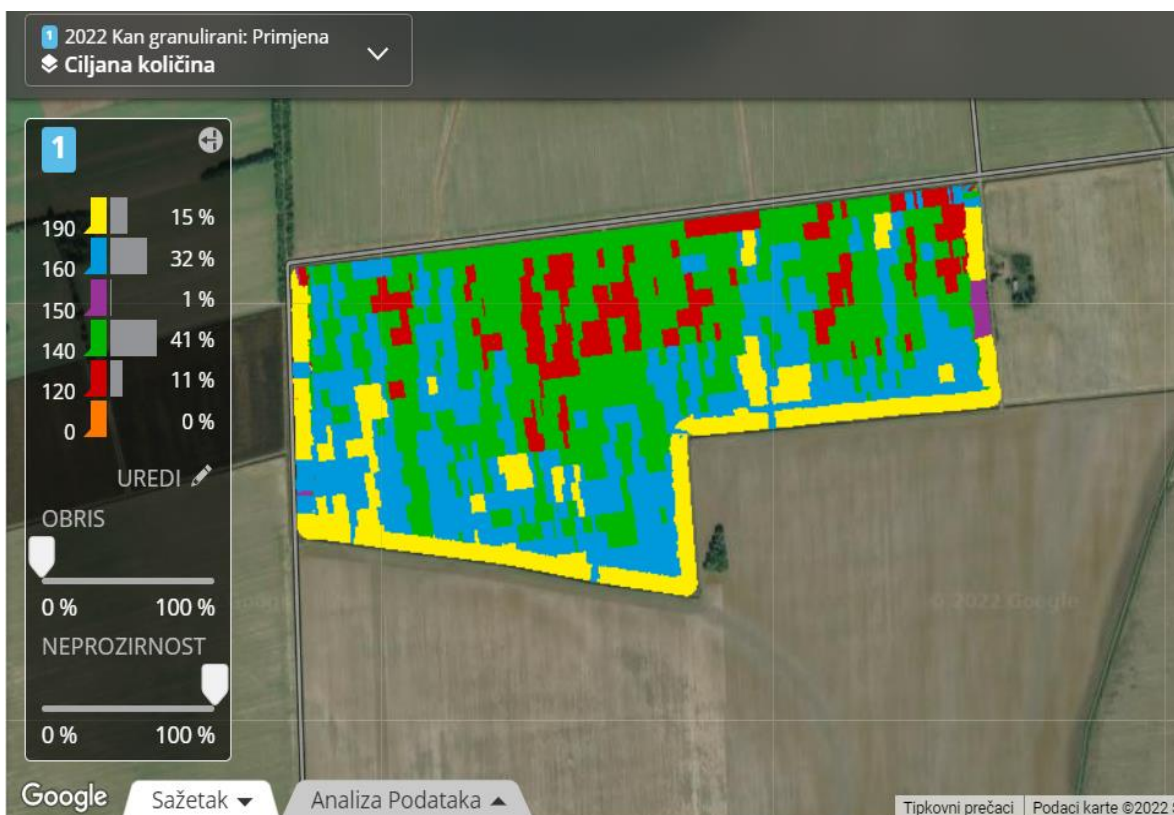 1 2022 Kan granulirani: Primjena
Ciljana količina
1
190 15 %
160 32 %
150 1 %
140 41 %
120 11 %
0 0 %
UREDI
OBRIS
0 % 100 %
NEPROZIRNOST
0 % 100 %
© 2022 Google
Google
Sažetak
Analiza Podataka
Tipkovni prečaci
Podaci karte ©2022